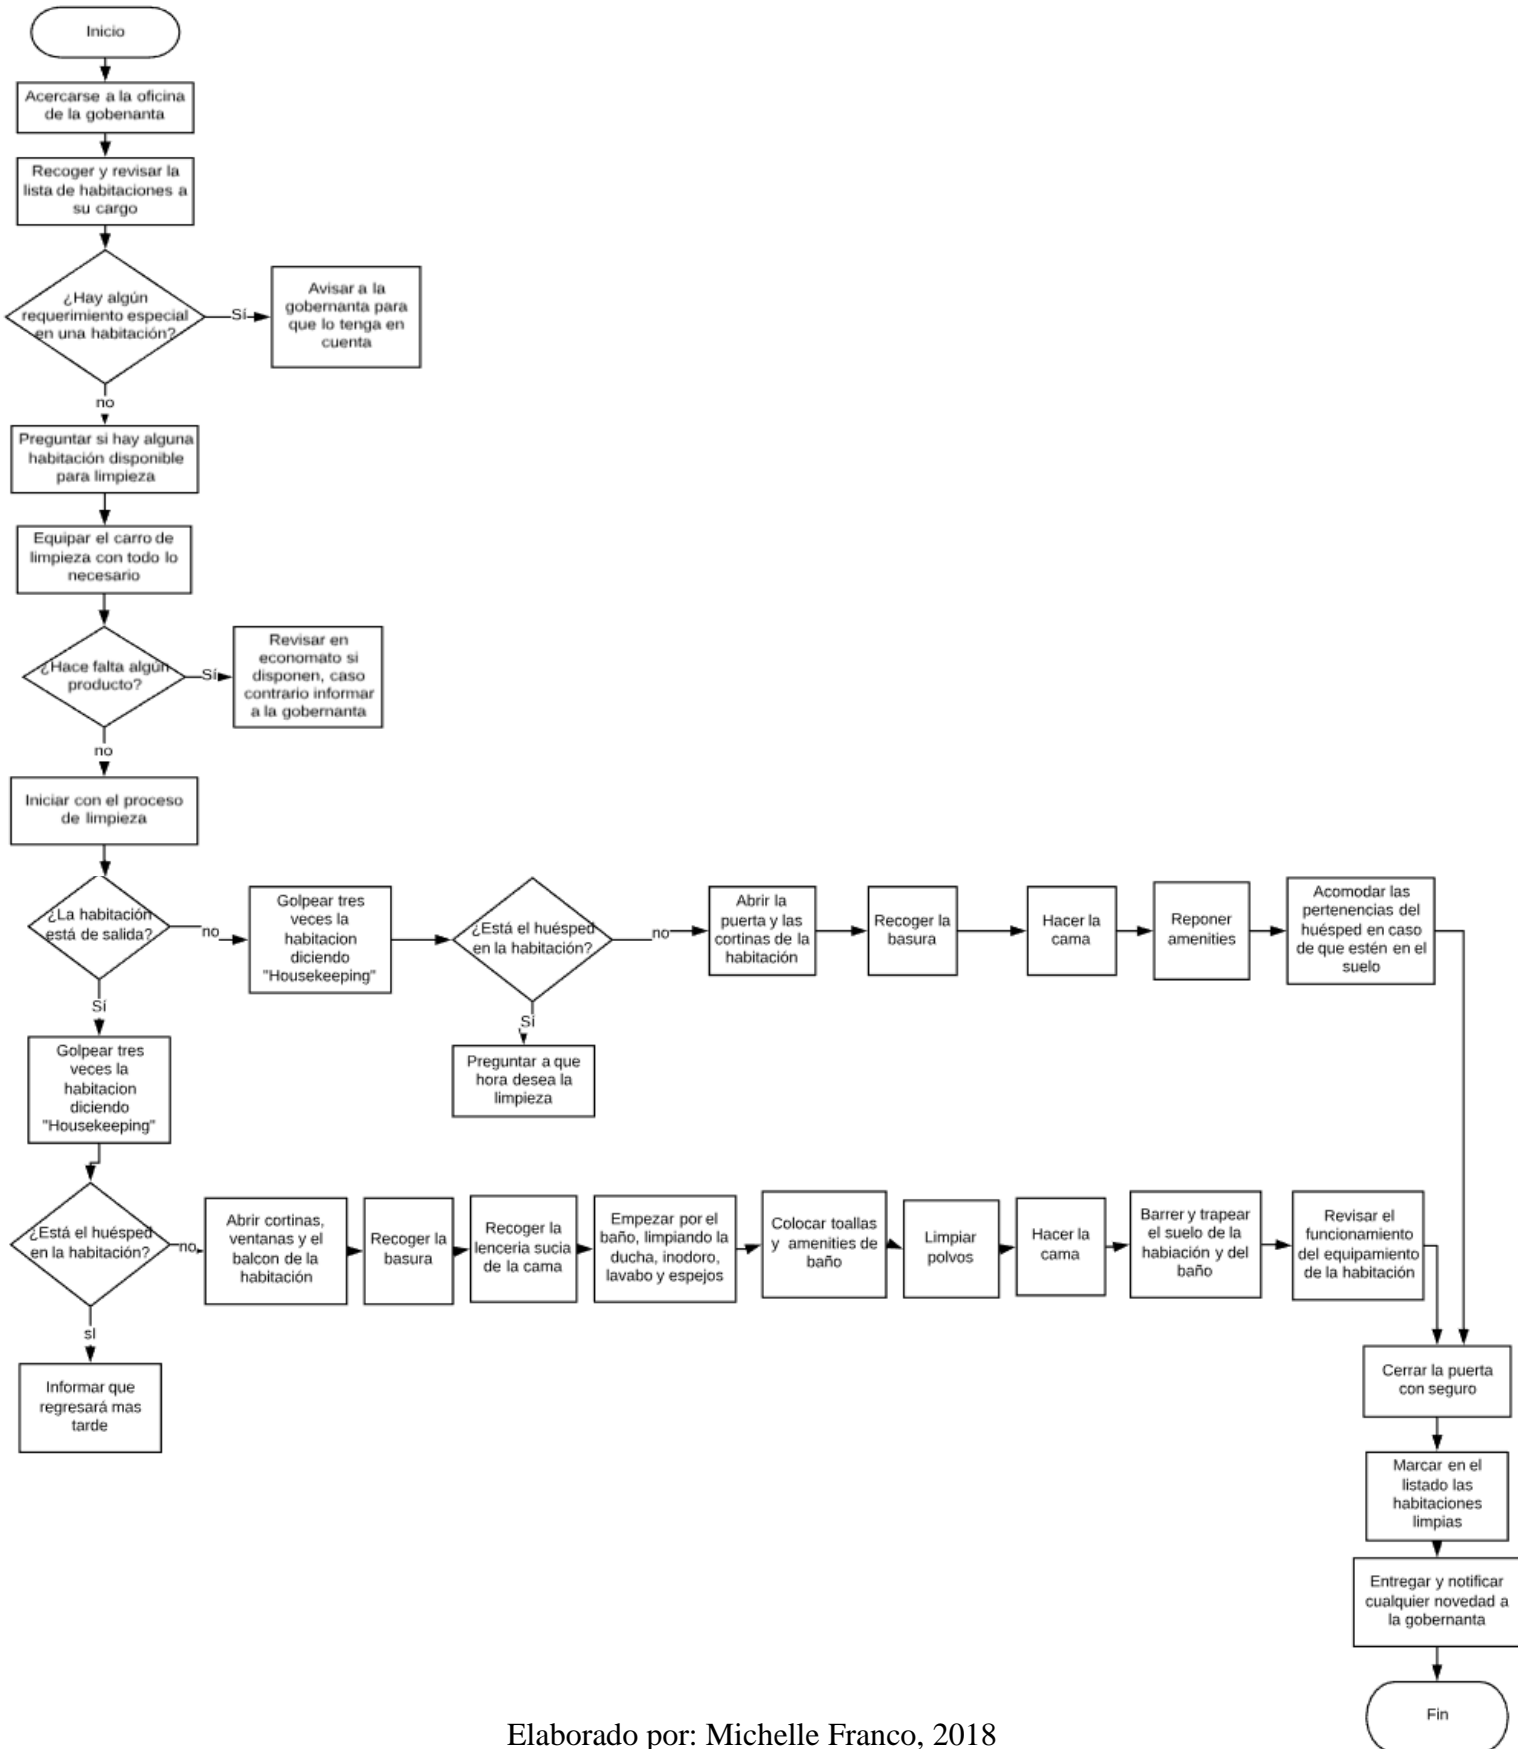 Inicio
Acercarse a la oficina
de la gobenanta
Recoger y revisar la
lista de habitaciones a
su cargo
¿Hay algún
requerimiento especial
en una habitación?
Sí
Avisar a la
gobernanta para
que lo tenga en
cuenta
no
Preguntar si hay alguna
habitación disponible
para limpieza
Equipar el carro de
limpieza con todo lo
necesario
¿Hace falta algún
producto?
Sí
Revisar en
economato si
disponen, caso
contrario informar
a la gobernanta
no
Iniciar con el proceso
de limpieza
¿La habitación
está de salida?
no
Golpear tres
veces la
habitacion
diciendo
"Housekeeping"
¿Está el huésped
en la habitación?
no
Abrir la
puerta y las
cortinas de la
habitación
Recoger la
basura
Hacer la
cama
Reponer
amenities
Acomodar las
pertenencias del
huésped en caso
de que estén en el
suelo
Sí
Preguntar a que
hora desea la
limpieza
Sí
Golpear tres
veces la
habitacion
diciendo
"Housekeeping"
¿Está el huésped
en la habitación?
no
Abrir cortinas,
ventanas y el
balcon de la
habitación
Recoger la
basura
Recoger la
lenceria sucia
de la cama
Empezar por el
baño, limpiando la
ducha, inodoro,
lavabo y espejos
Colocar toallas
y amenities de
baño
Limpiar
polvos
Hacer la
cama
Barrer y trapear
el suelo de la
habiación y del
baño
Revisar el
funcionamiento
del equipamiento
de la habitación
sI
Informar que
regresará mas
tarde
Cerrar la puerta
con seguro
Marcar en el
listado las
habitaciones
limpias
Entregar y notificar
cualquier novedad a
la gobernanta
Fin
Elaborado por: Michelle Franco, 2018